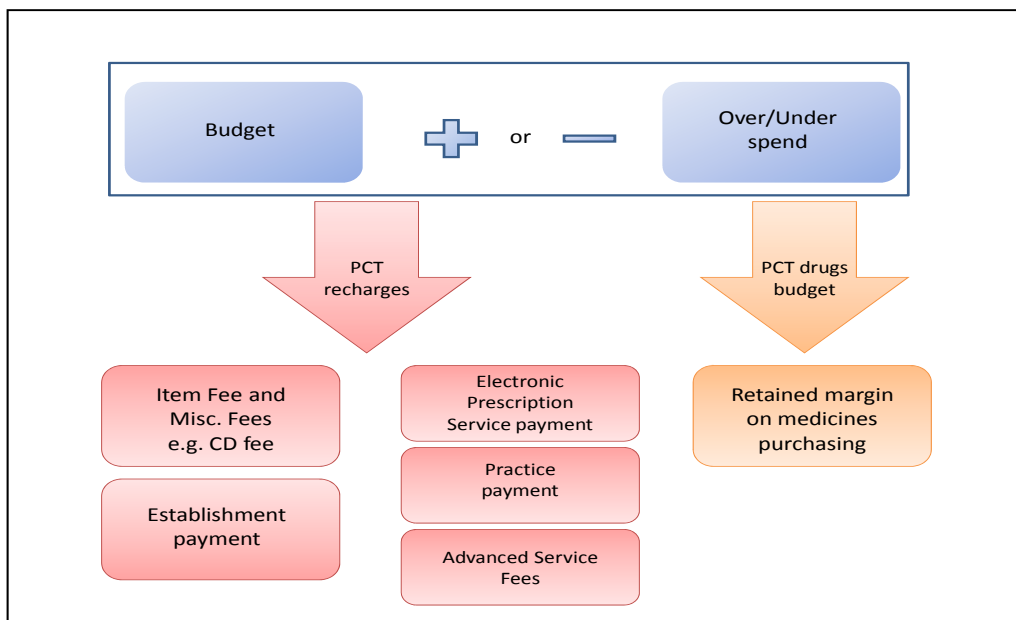 Budget
or
Over/Under
spend
PCT
recharges
PCT drugs
budget
Item Fee and
Misc. Fees
e.g. CD fee
Establishment
payment
Electronic
Prescription
Service payment
Practice
payment
Advanced Service
Fees
Retained margin
on medicines
purchasing